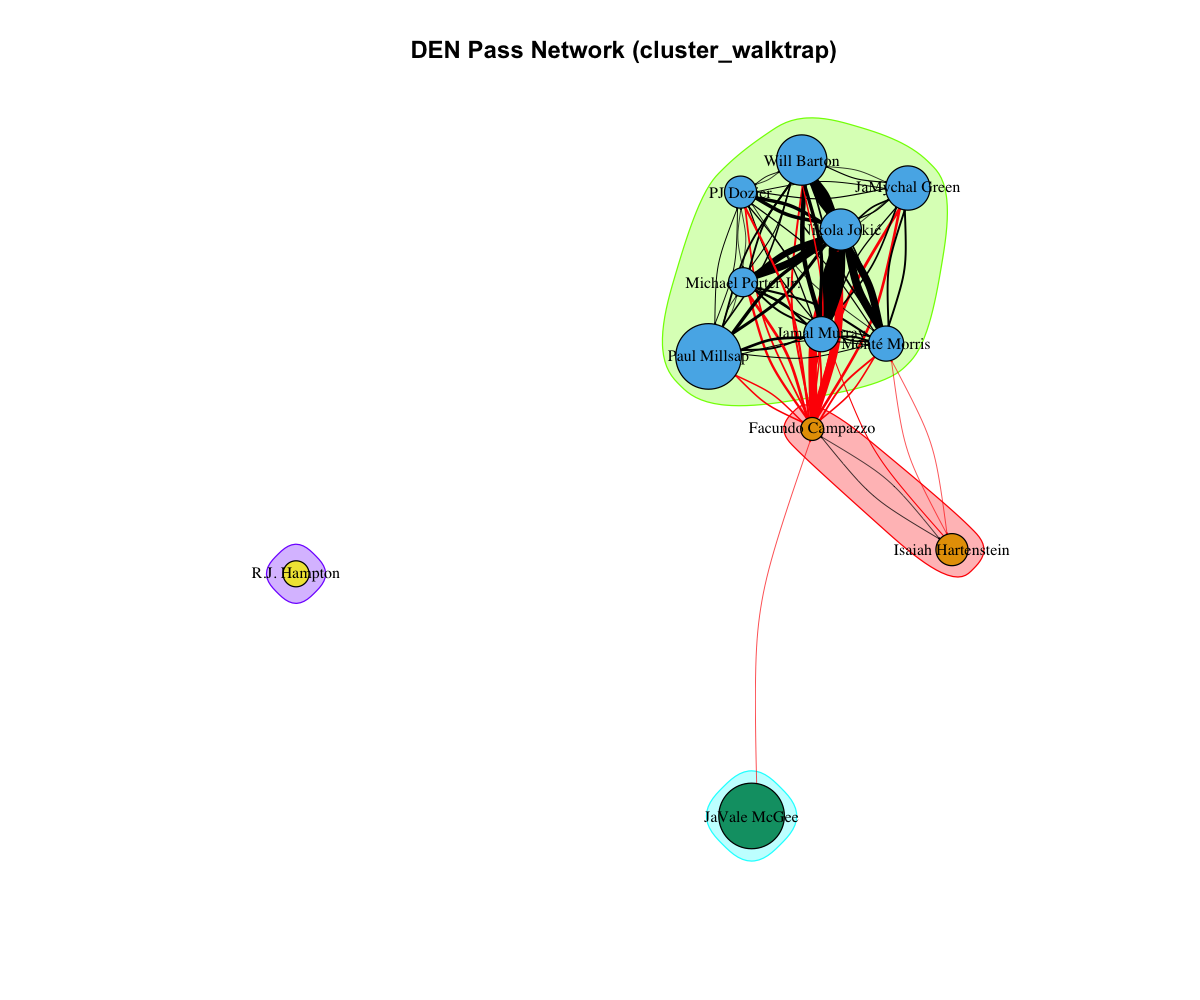 DEN Pass Network (cluster_walktrap)
Will Barton
PJ Dozier
JaMychal Green
Nikola Jokić
Michael Porter Jr.
Jamal Murray
Monté Morris
Paul Millsap
Facundo Campazzo
Isaiah Hartenstein
R.J. Hampton
JaVale McGee